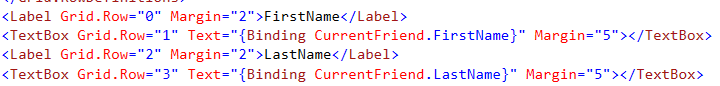 </Grid.RowDefinitions>
<Label Grid.Row="0" Margin="2">FirstName</Label>
<TextBox Grid.Row="1" Text="{Binding CurrentFriend.FirstName}" Margin="5"></TextBox>
<Label Grid.Row="2" Margin="2">LastName</Label>
<TextBox Grid.Row="3" Text="{Binding CurrentFriend.LastName}" Margin="5"></TextBox>